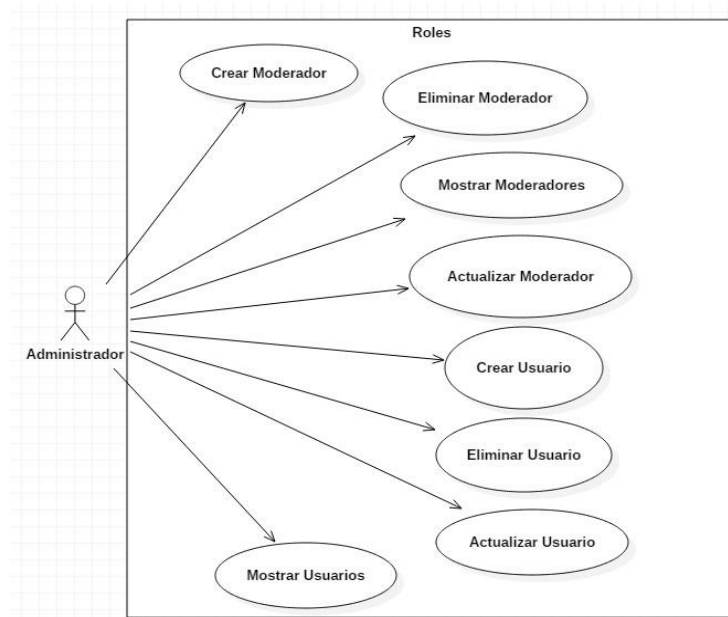 Roles
Crear Moderador
Eliminar Moderador
Mostrar Moderadores
Actualizar Moderador
Administrador
Crear Usuario
Eliminar Usuario
Actualizar Usuario
Mostrar Usuarios